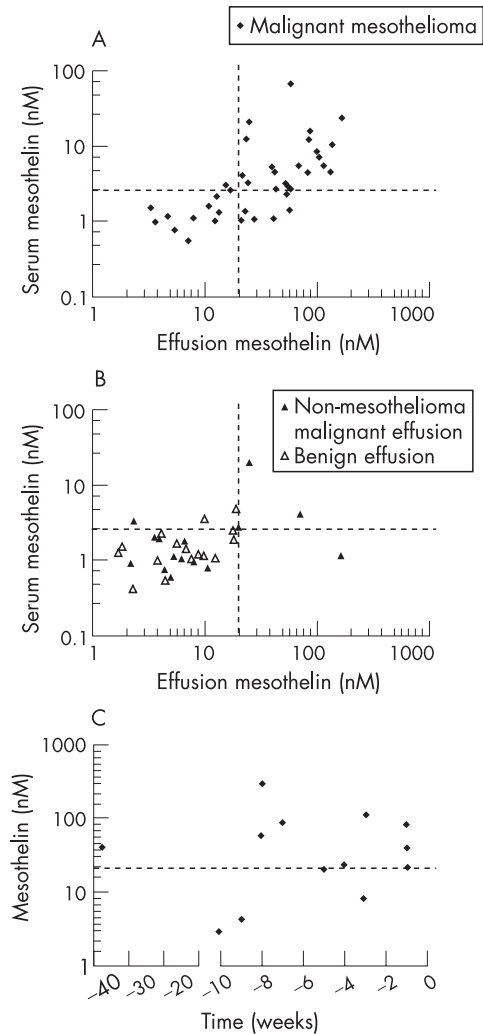 A
Malignant mesothelioma
Serum mesothelin (nM)
100
10
1
0.1
1
10
100
1000
Effusion mesothelin (nM)
B
Non-mesothelioma
malignant effusion
Benign effusion
Serum mesothelin (nM)
100
10
1
0.1
1
10
100
1000
Effusion mesothelin (nM)
C
Mesothelin (nM)
1000
100
10
1
–40
–30
–20
–10
–8
–6
–4
–2
0
Time (weeks)